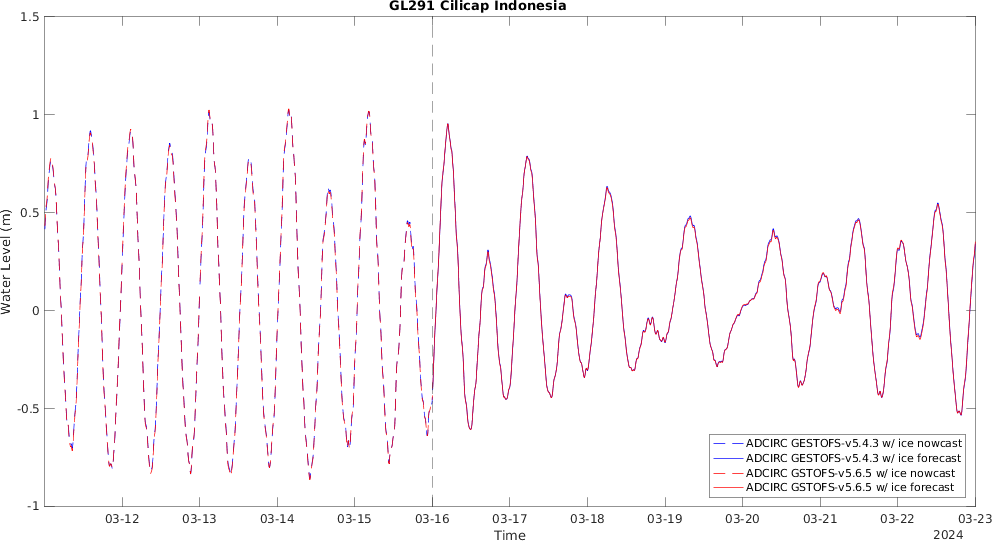 GL291 Cilicap Indonesia
1.5
1
0.5
0
-0.5
-1
Water Level (m)
03-12 03-13 03-14 03-15 03-16 03-17 03-18 03-19 03-20 03-21 03-22 03-23
Time
2024
ADCIRC GESTOFS-v5.4.3 w/ ice nowcast
ADCIRC GESTOFS-v5.4.3 w/ ice forecast
ADCIRC GSTOFS-v5.6.5 w/ ice nowcast
ADCIRC GSTOFS-v5.6.5 w/ ice forecast